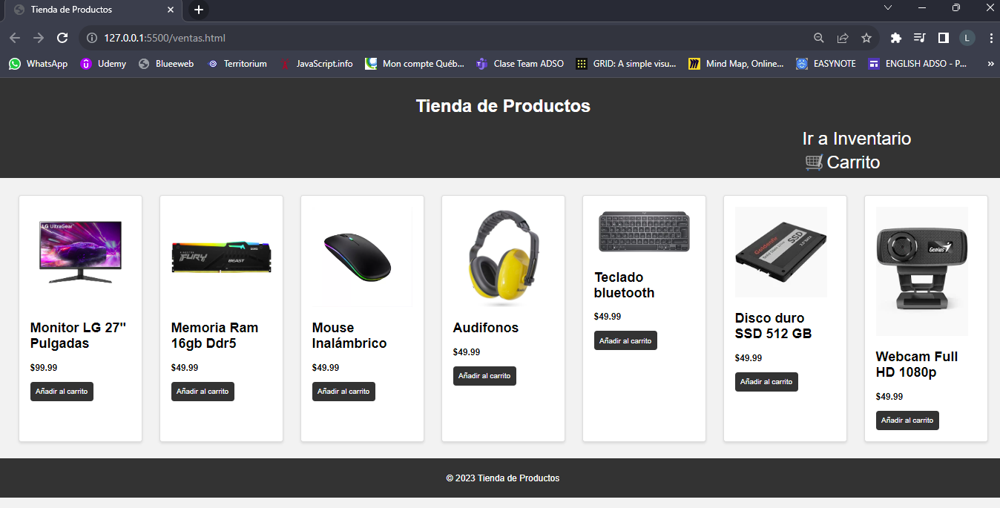 Tienda de Productos
127.0.0.1:5500/ventas.html
L
WhatsApp
Udemy
Blueeweb
Territorium
JavaScript.info
Mon compte Québ...
Clase Team ADSO
GRID: A simple visu...
Mind Map, Online...
EASYNOTE
ENGLISH ADSO - P...
Tienda de Productos
Ir a Inventario
Carrito
LG UltraGear
Monitor LG 27"
Pulgadas
$99.99
Añadir al carrito
FURY
BEAST
Memoria Ram
16gb Ddr5
$49.99
Añadir al carrito
Mouse
Inalámbrico
$49.99
Añadir al carrito
Audifonos
$49.99
Añadir al carrito
Teclado
bluetooth
$49.99
Añadir al carrito
Goldenfir
SSD
Disco duro
SSD 512 GB
$49.99
Añadir al carrito
Genius
Webcam Full
HD 1080p
$49.99
Añadir al carrito
© 2023 Tienda de Productos